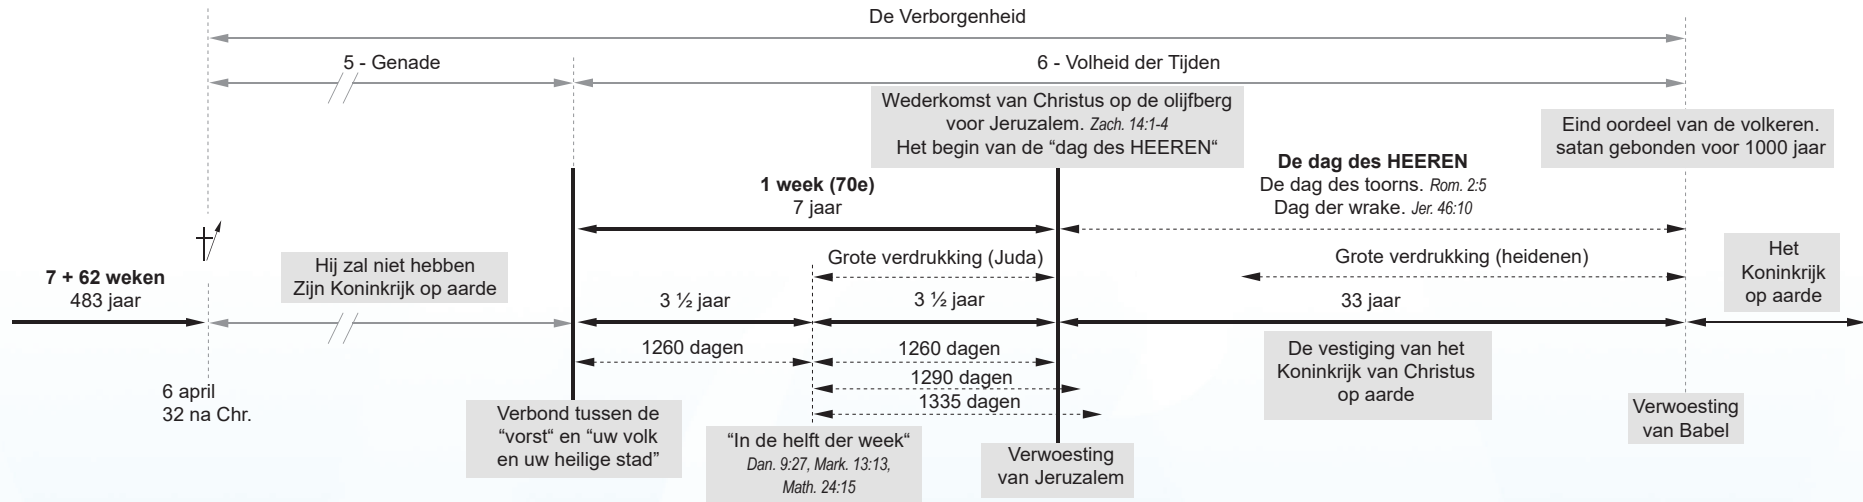 De Verborgenheid
5 - Genade
6 - Volheid der Tijden
Wederkomst van Christus op de olijfberg
voor Jeruzalem. Zach. 14:1-4
Het begin van de “dag des HEEREN“
Eind oordeel van de volkeren.
satan gebonden voor 1000 jaar
De dag des HEEREN
De dag des toorns. Rom. 2:5
Dag der wrake. Jer. 46:10
1 week (70e)
7 jaar
Grote verdrukking (Juda)
Grote verdrukking (heidenen)
Het
Koninkrijk
op aarde
7 + 62 weken
483 jaar
Hij zal niet hebben
Zijn Koninkrijk op aarde
3 ½ jaar
3 ½ jaar
33 jaar
1260 dagen
1260 dagen
1290 dagen
1335 dagen
De vestiging van het
Koninkrijk van Christus
op aarde
6 april
32 na Chr.
Verbond tussen de
“vorst“ en “uw volk
en uw heilige stad”
“In de helft der week“
Dan. 9:27, Mark. 13:13,
Math. 24:15
Verwoesting
van Jeruzalem
Verwoesting
van Babel